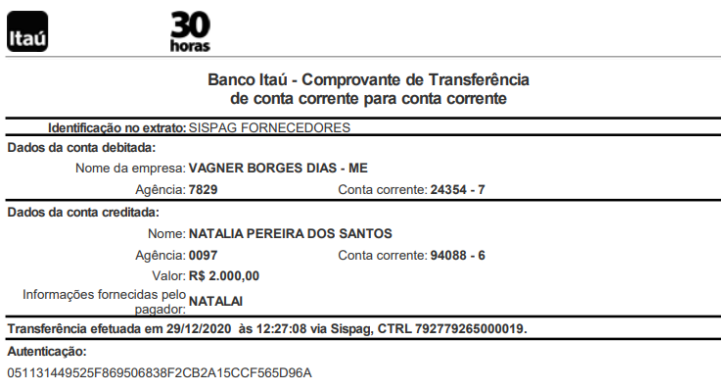 Itaú
30
horas
Banco Itaú - Comprovante de Transferência
de conta corrente para conta corrente
Identificação no extrato: SISPAG FORNECEDORES
Dados da conta debitada:
Nome da empresa: VAGNER BORGES DIAS - ME
Agência: 7829 Conta corrente: 24354 - 7
Dados da conta creditada:
Nome: NATALIA PEREIRA DOS SANTOS
Agência: 0097 Conta corrente: 94088 - 6
Valor: R$ 2.000,00
Informações fornecidas pelo
pagador: NATALAI
Transferência efetuada em 29/12/2020 às 12:27:08 via Sispag, CTRL 792779265000019.
Autenticação:
051131449525F869506838F2CB2A15CCF565D96A